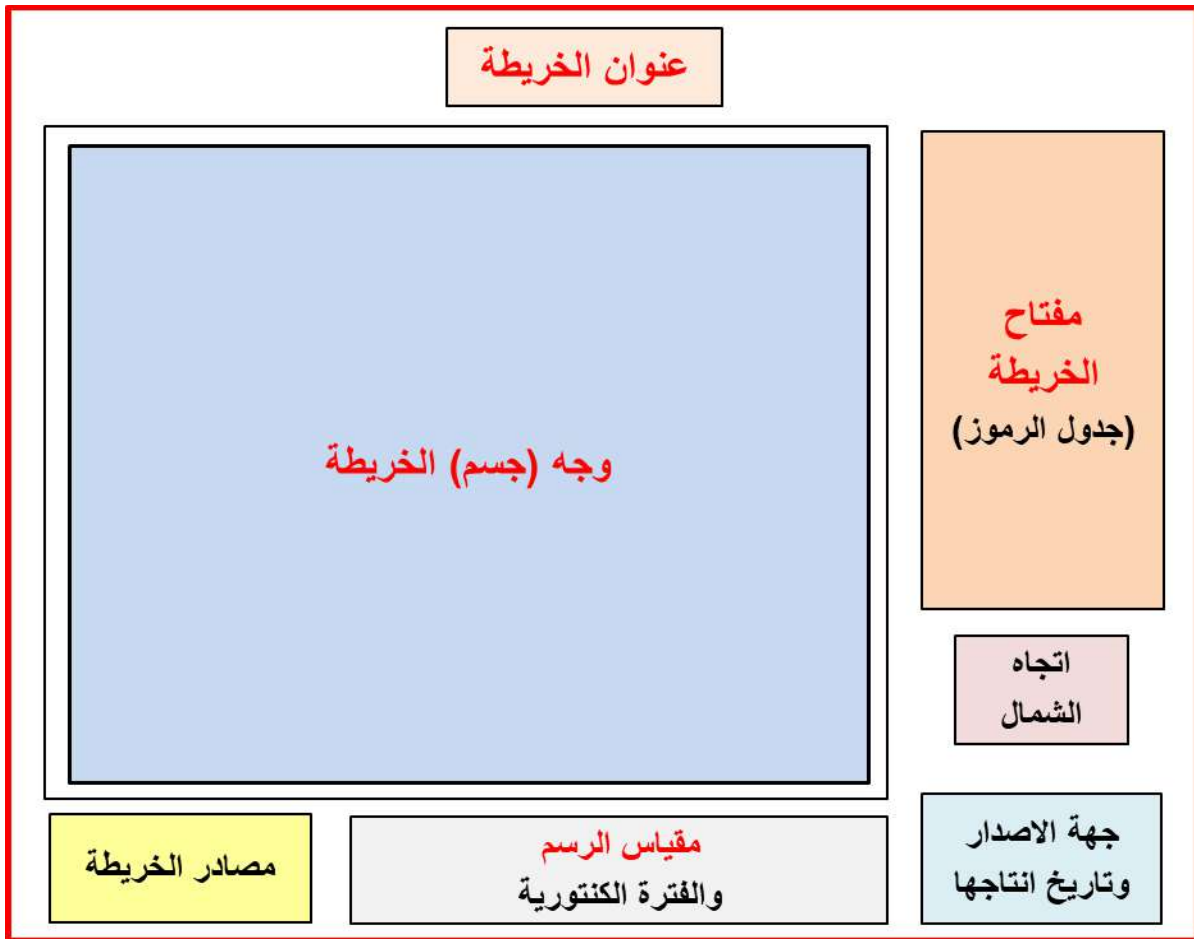 عنوان الخريطة
مفتاح
الخريطة
(جدول الرموز)
وجه (جسم) الخريطة
اتجاه
الشمال
جهة الاصدار
وتاريخ انتاجها
مقياس الرسم
والفترة الكنتورية
مصادر الخريطة